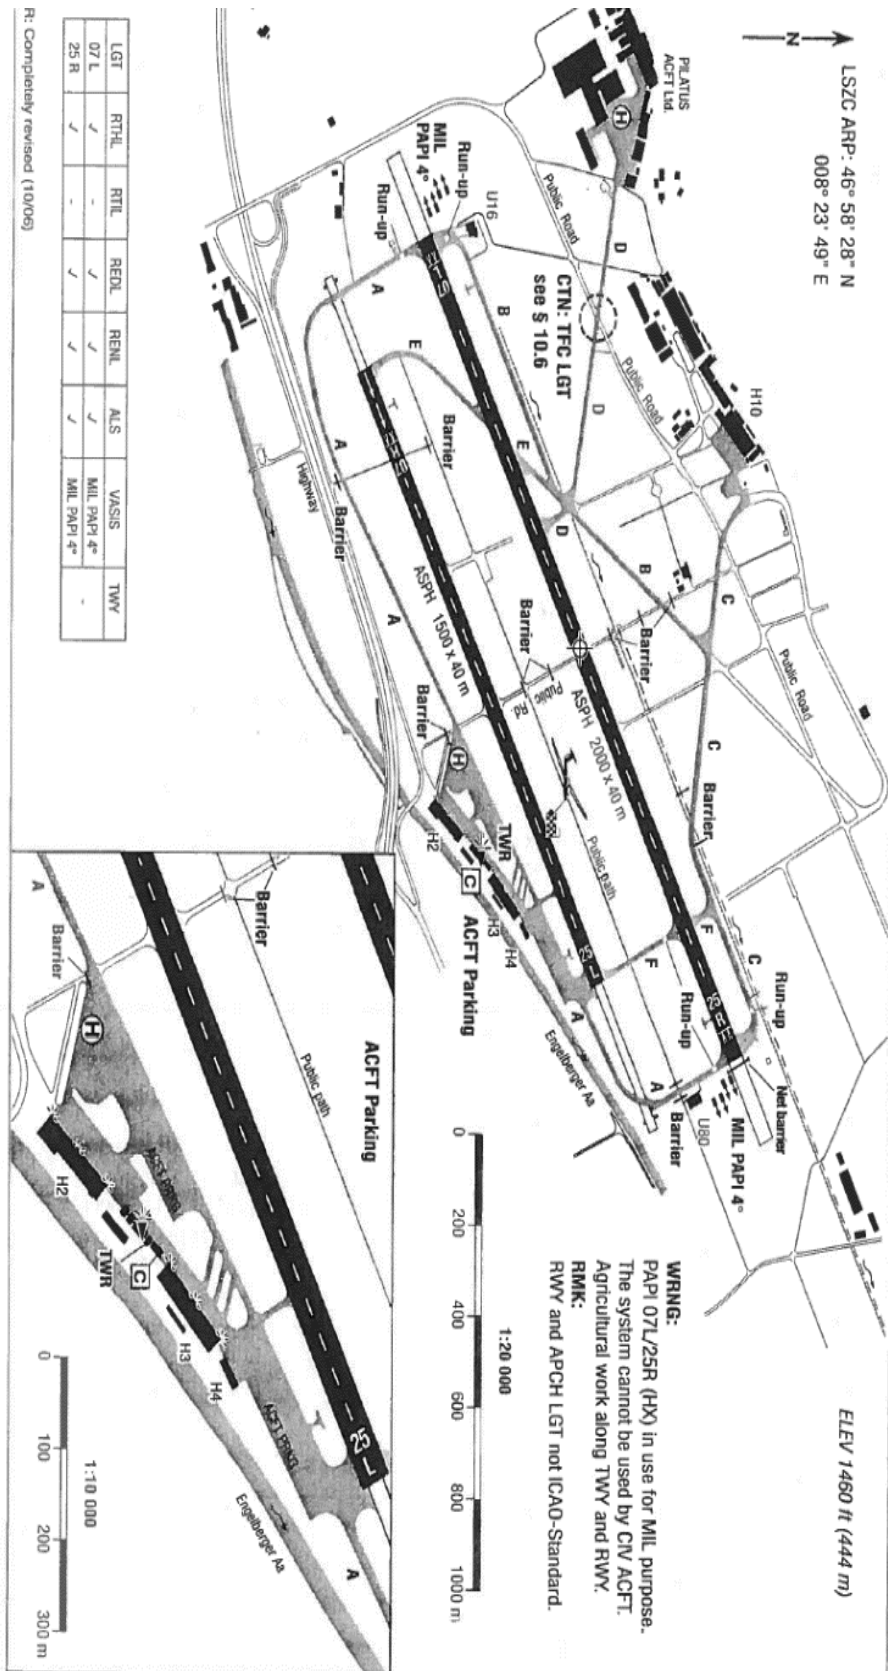 LSZC ARP: 46° 58' 28" N
008° 23' 49" E
ELEV 1460 ft (444 m)
N
PILATUS
ACFT Ltd.
H
D
Public Road
MIL
PAPI 4°
Run-up
U16
Run-up
CTN: TFC LGT
see § 10.6
B
D
A
E
Public Road
H10
Barrier
E
A
Highway
Barrier
D
B
C
ASPH 1500 x 40 m
A
Barrier
Barrier
Public
Rd.
ASPH 2000 x 40 m
Public Road
C
Barrier
Barrier
H
TWR
H2
C
H3
H4
ACFT Parking
Public path
25 L
F
F
C
Run-up
Run-up
25 R
A
A
Engelberger Aa
Net barrier
Barrier
U80
MIL PAPI 4°
0 200 400 600 800 1000 m
1:20 000
WRNG:
PAPI 07L/25R (HX) in use for MIL purpose.
The system cannot be used by CIV ACFT.
Agricultural work along TWY and RWY.
RMK:
RWY and APCH LGT not ICAO-Standard.
LGT RTHL RTIL REDL RENL ALS VASIS TWY
07 L ✓ - ✓ ✓ ✓ MIL PAPI 4° -
25 R ✓ - ✓ ✓ ✓ MIL PAPI 4°
R: Completely revised (10/06)
ACFT Parking
A
Barrier
Barrier
H
Public path
H2
ACFT PRKG
TWR
C
H3
H4
ACFT PRKG
25 L
A
Engelberger Aa
0 100 200 300 m
1:10 000